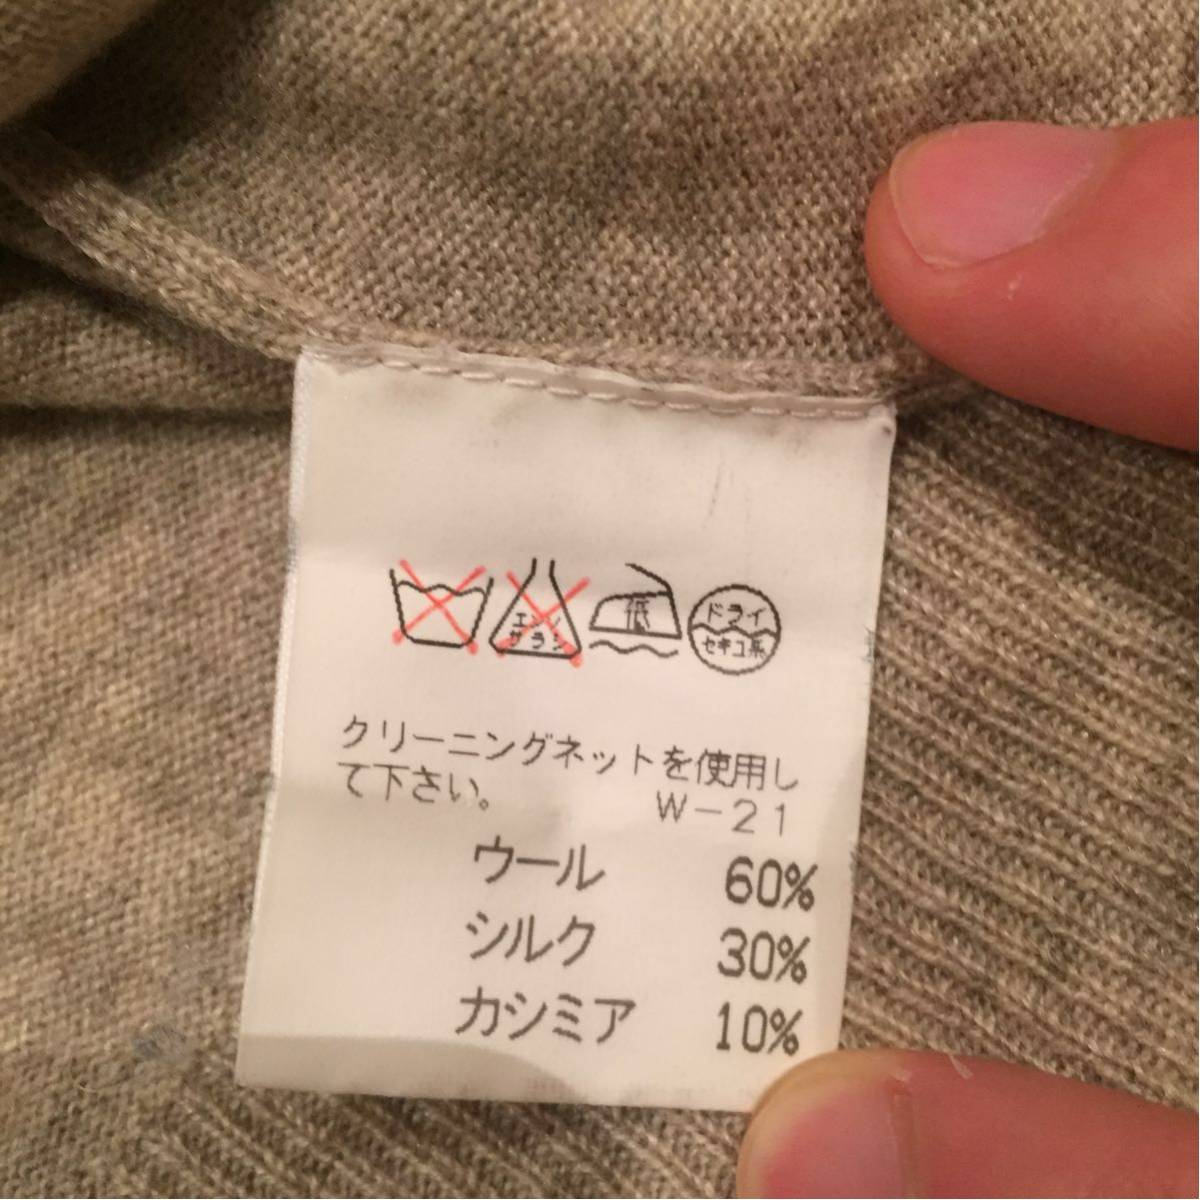 エンソ
サラシ
低
ドライ
セキユ系
クリーニングネットを使用し
て下さい。 W-21
ウール 60%
シルク 30%
カシミア 10%